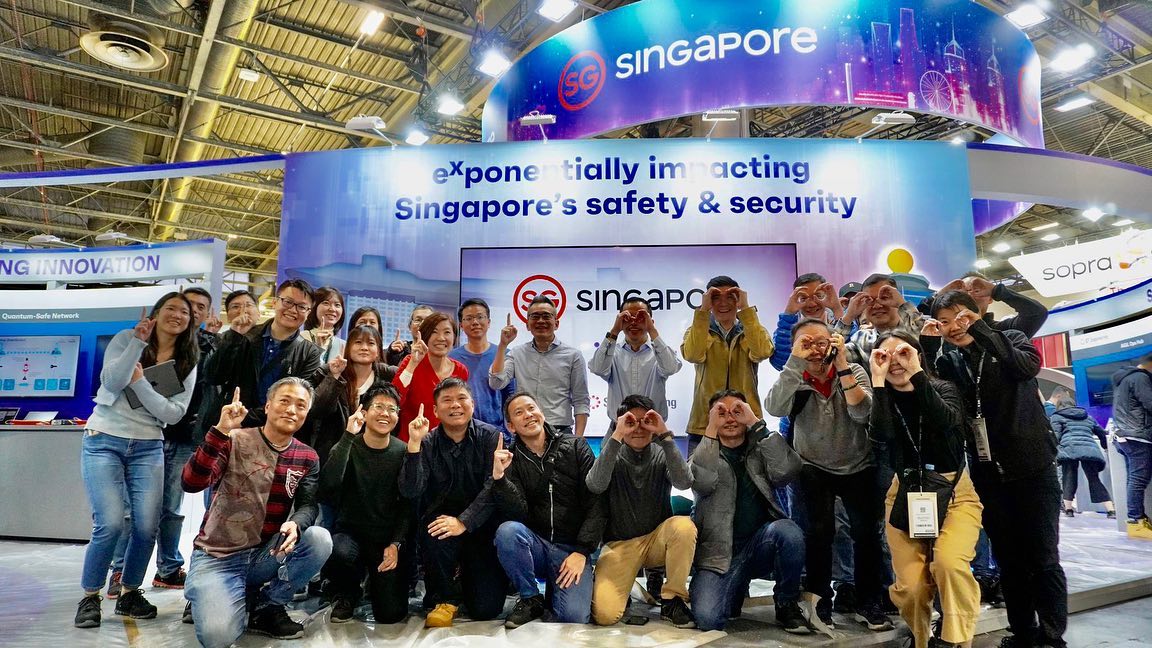 SG SINGAPORE
exponentially impacting
Singapore's safety & security
NG INNOVATION
Quantum-Safe Network
SG SINGAPO
sopra